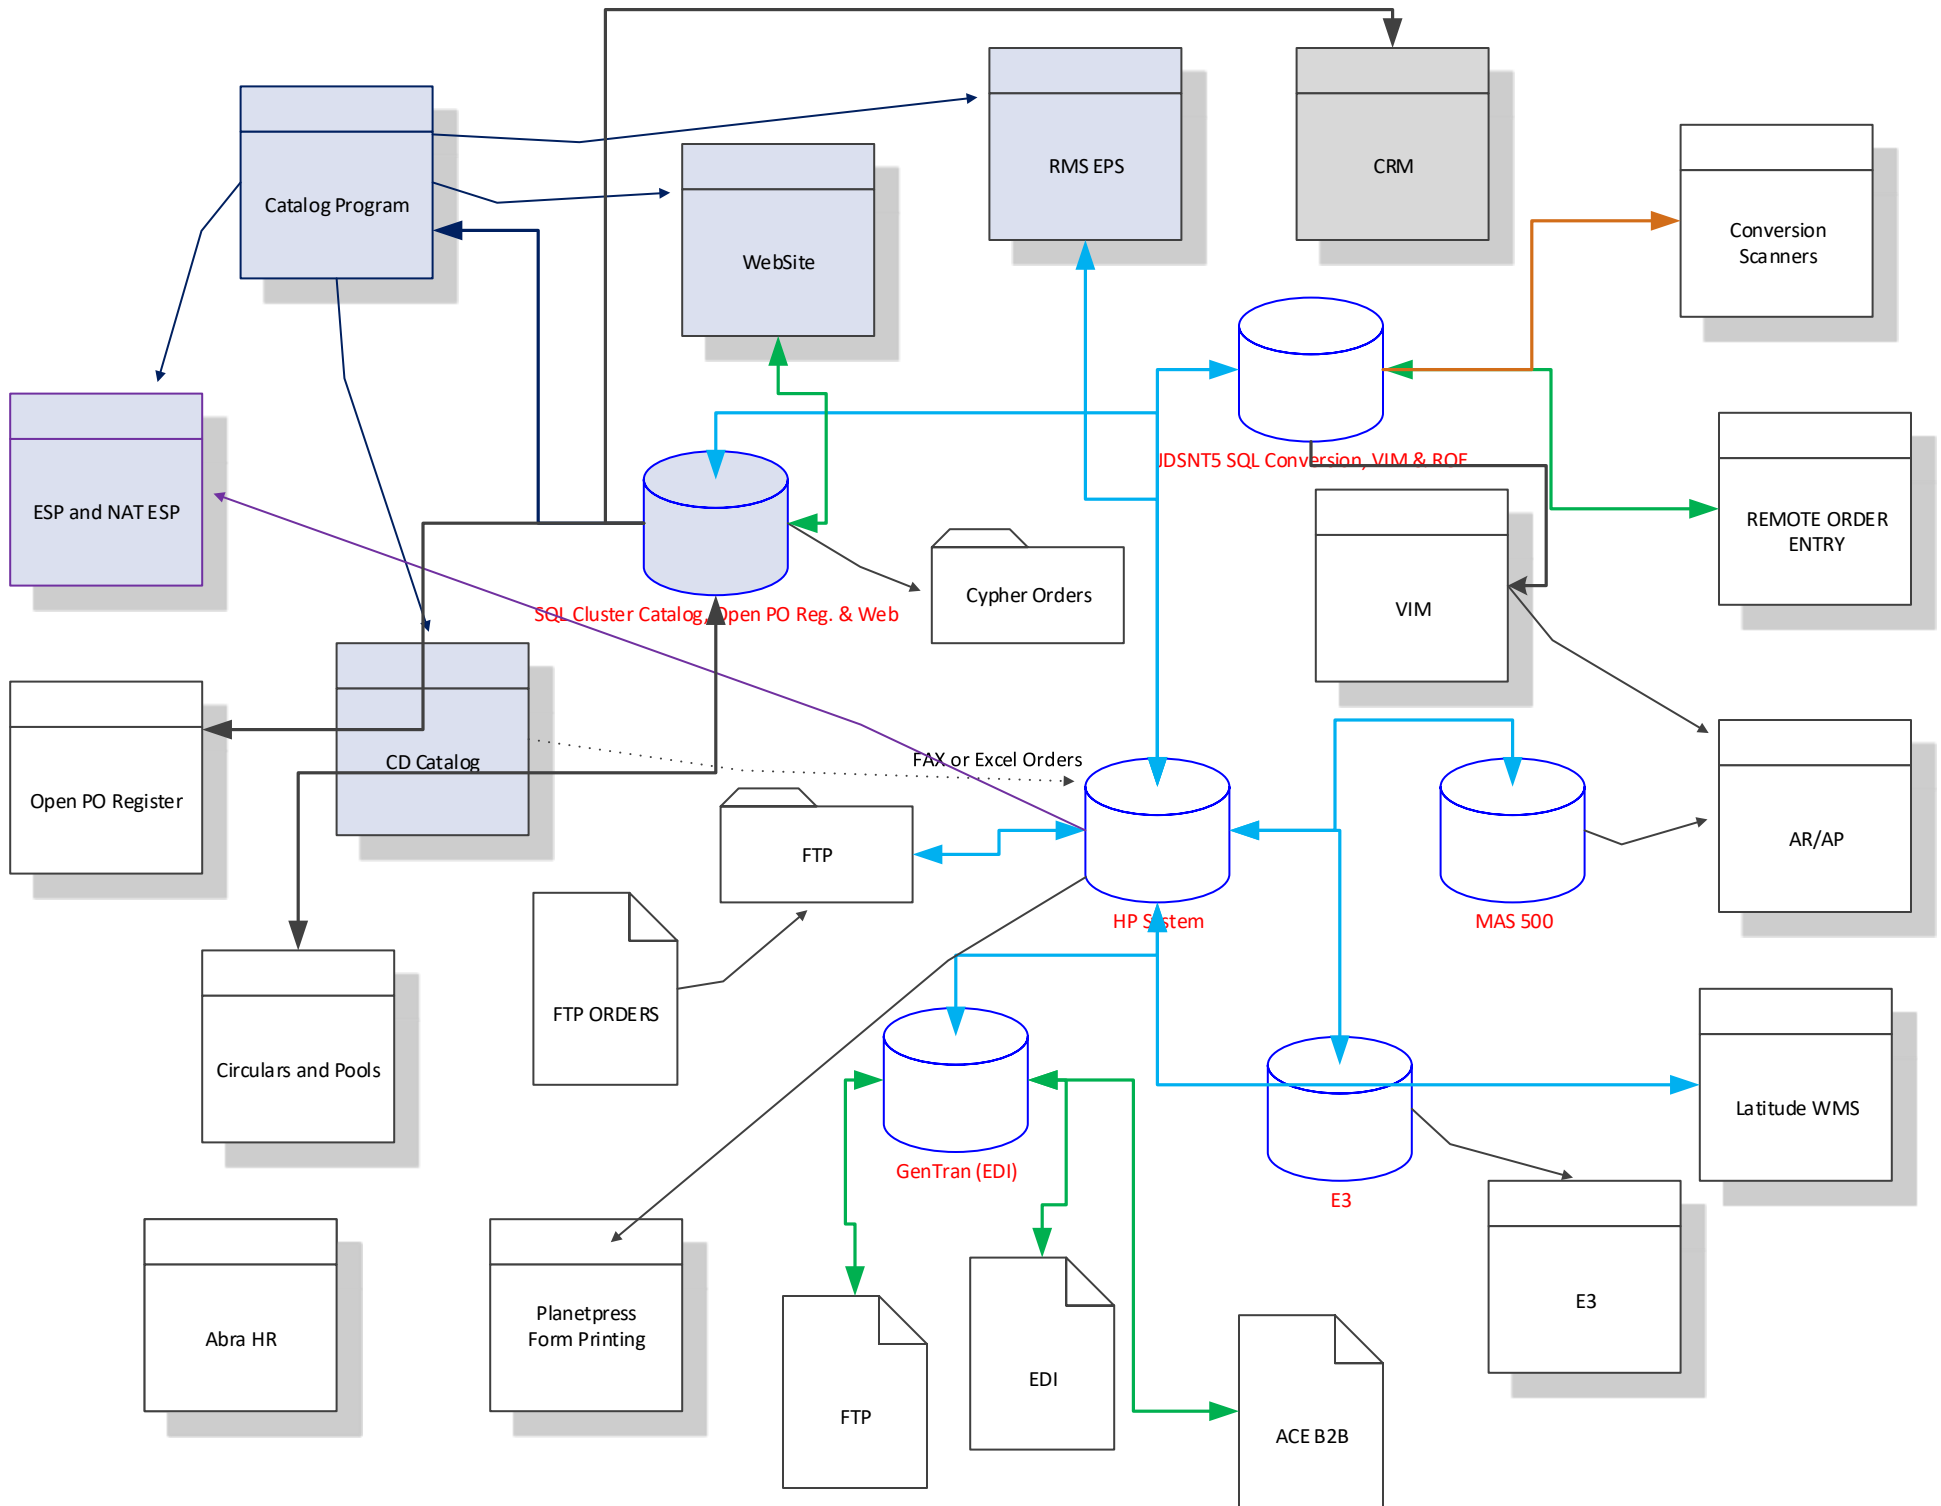 RMS EPS
CRM
Catalog Program
Conversion
Scanners
WebSite
JDSNT5 SQL Conversion, VIM & ROE
ESP and NAT ESP
REMOTE ORDER
ENTRY
Cypher Orders
VIM
SQL Cluster Catalog, Open PO Reg. & Web
FAX or Excel Orders
CD Catalog
Open PO Register
FTP
AR/AP
HP System
MAS 500
FTP ORDERS
Circulars and Pools
Latitude WMS
GenTran (EDI)
E3
Planetpress
Form Printing
Abra HR
E3
EDI
FTP
ACE B2B